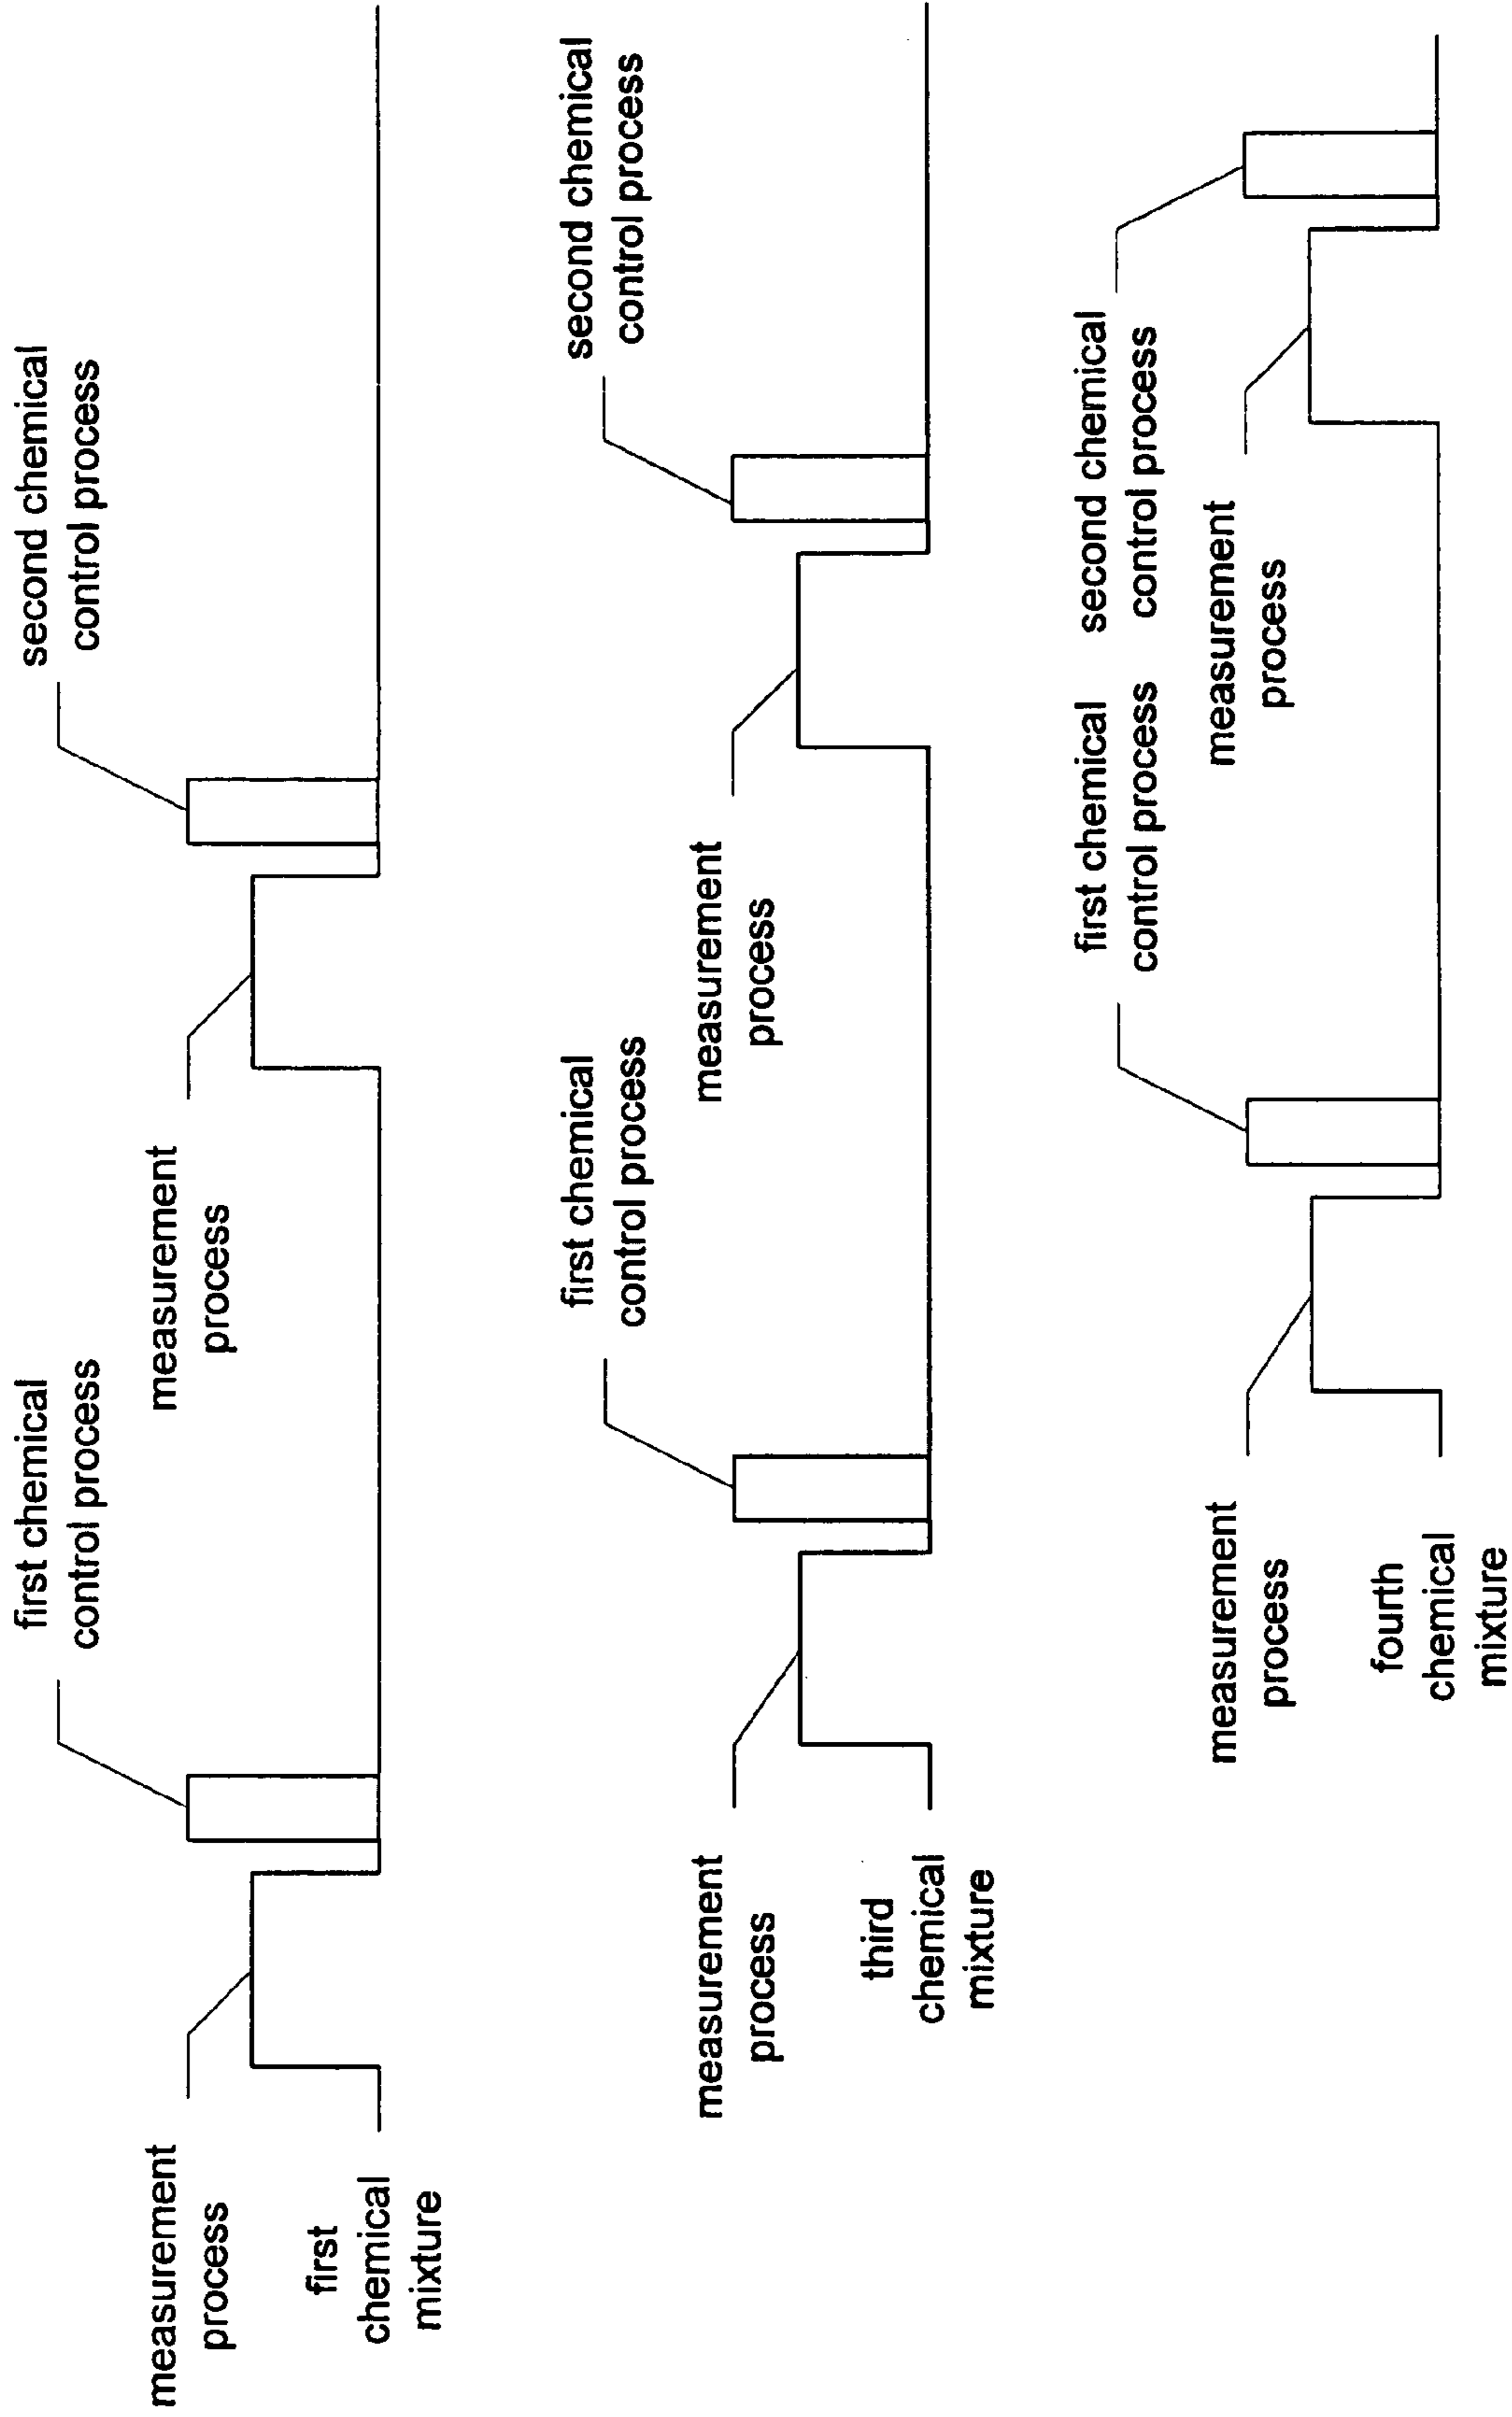 first chemical
control process
second chemical
control process
measurement
process
measurement
process
first
chemical
mixture
first chemical
control process
second chemical
control process
measurement
process
measurement
process
third
chemical
mixture
first chemical
control process
second chemical
control process
measurement
process
measurement
process
fourth
chemical
mixture